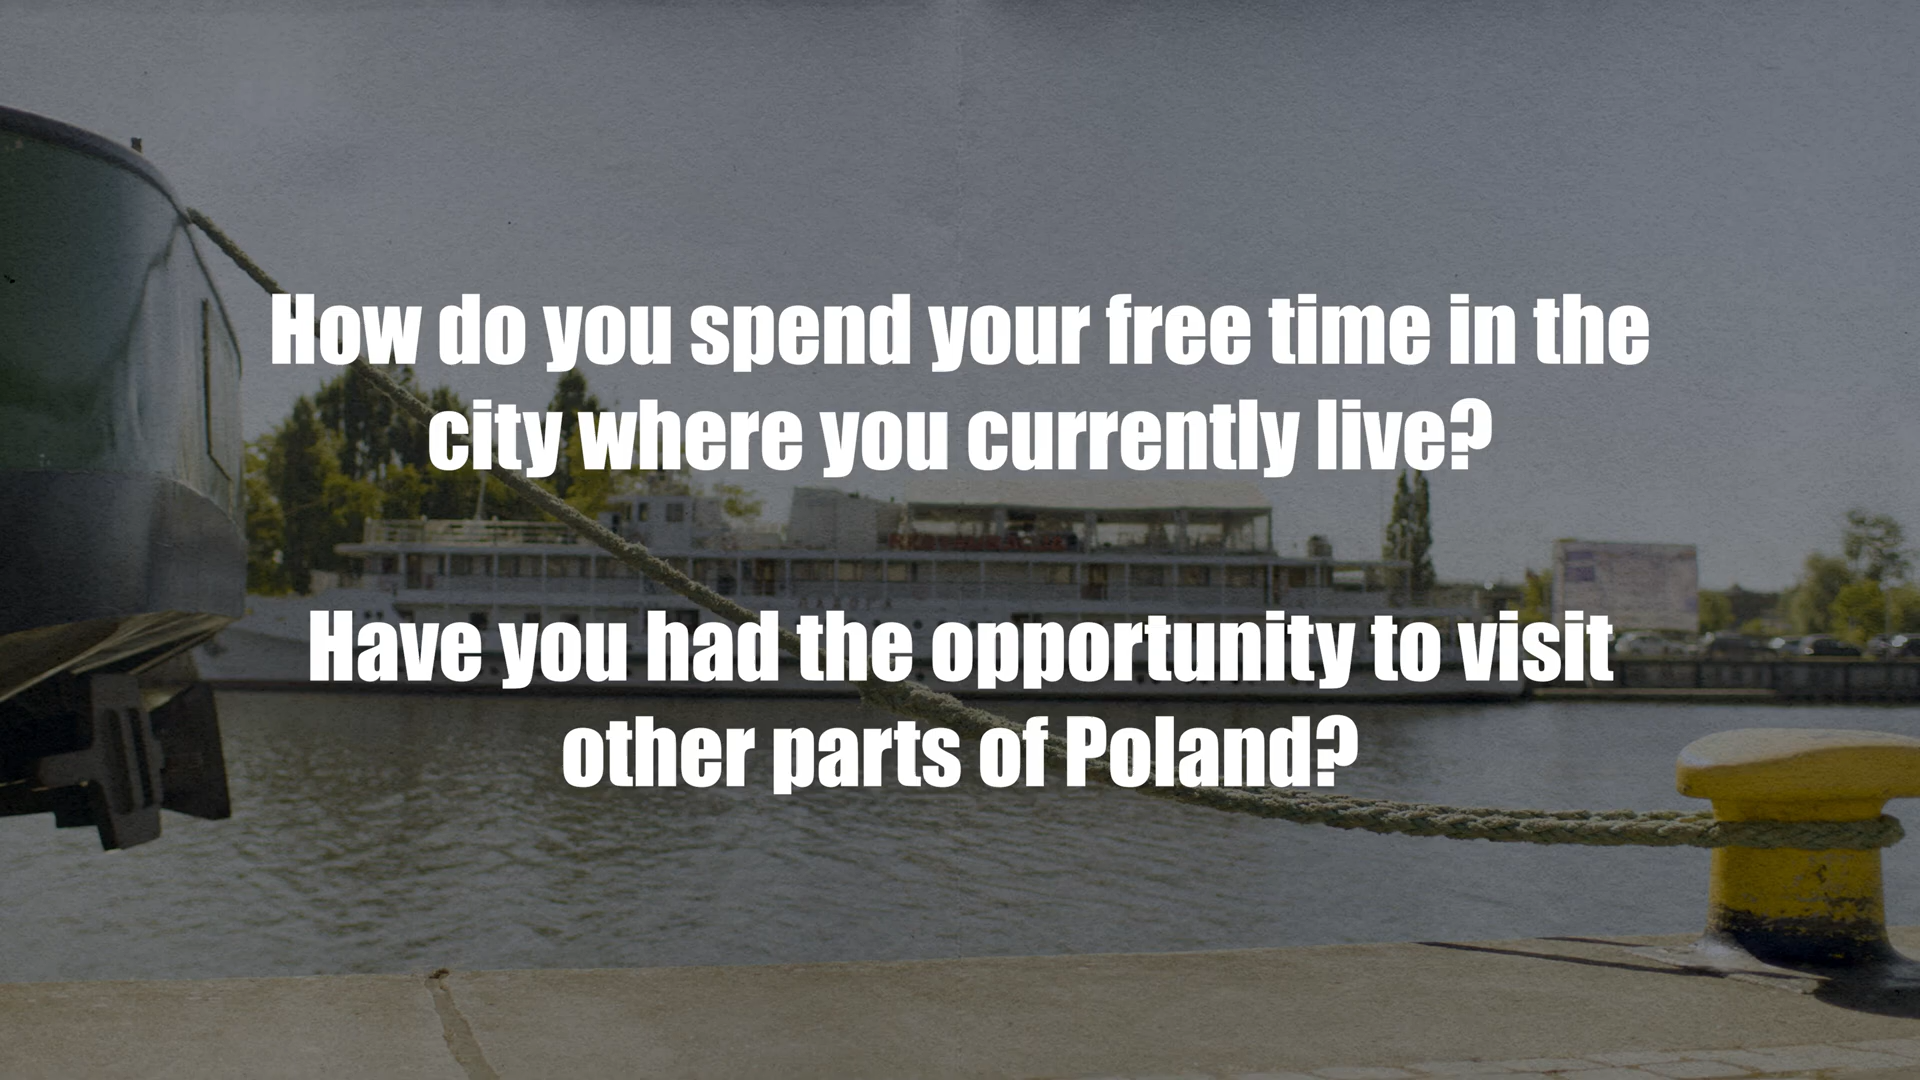 How do you spend your free time in the
city where you currently live?
Have you had the opportunity to visit
other parts of Poland?